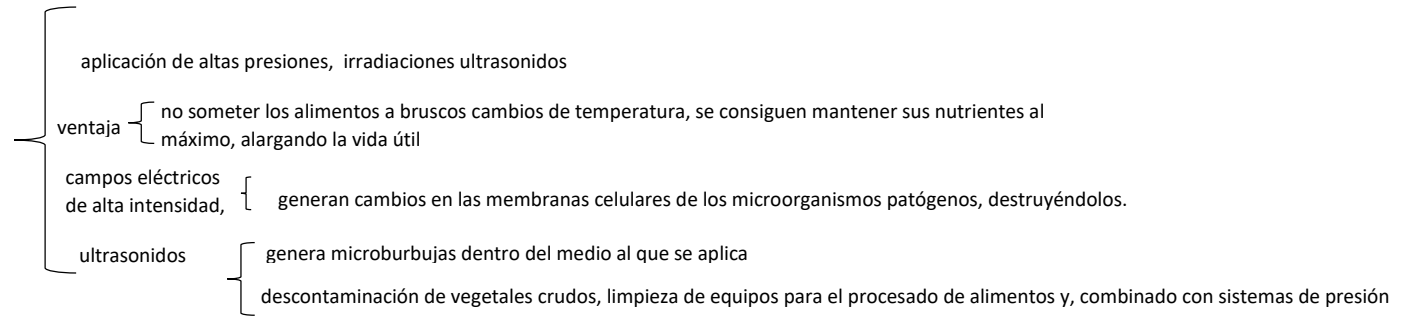 aplicación de altas presiones, irradiaciones ultrasonidos
ventaja
no someter los alimentos a bruscos cambios de temperatura, se consiguen mantener sus nutrientes al
máximo, alargando la vida útil
campos eléctricos
de alta intensidad,
generan cambios en las membranas celulares de los microorganismos patógenos, destruyéndolos.
ultrasonidos
genera microburbujas dentro del medio al que se aplica
descontaminación de vegetales crudos, limpieza de equipos para el procesado de alimentos y, combinado con sistemas de presión